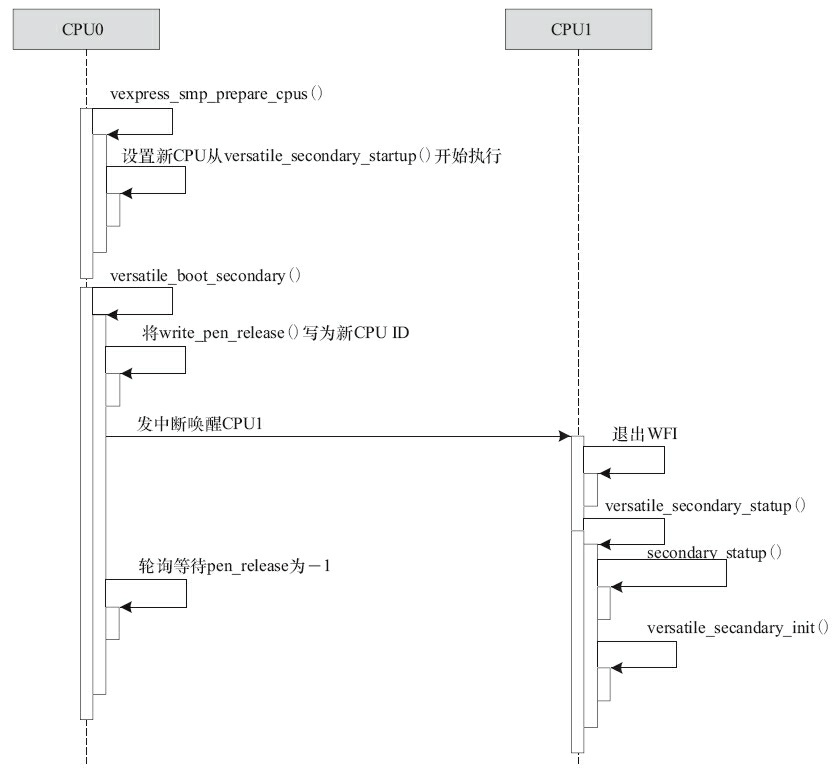 CPU0
CPU1
vexpress_smp_prepare_cpus()
设置新CPU从versatile_secondary_startup()开始执行
versatile_boot_secondary()
将write_pen_release()写为新CPU ID
发中断唤醒CPU1
退出WFI
versatile_secondary_statup()
secondary_statup()
轮询等待pen_release为－1
versatile_secandary_init()